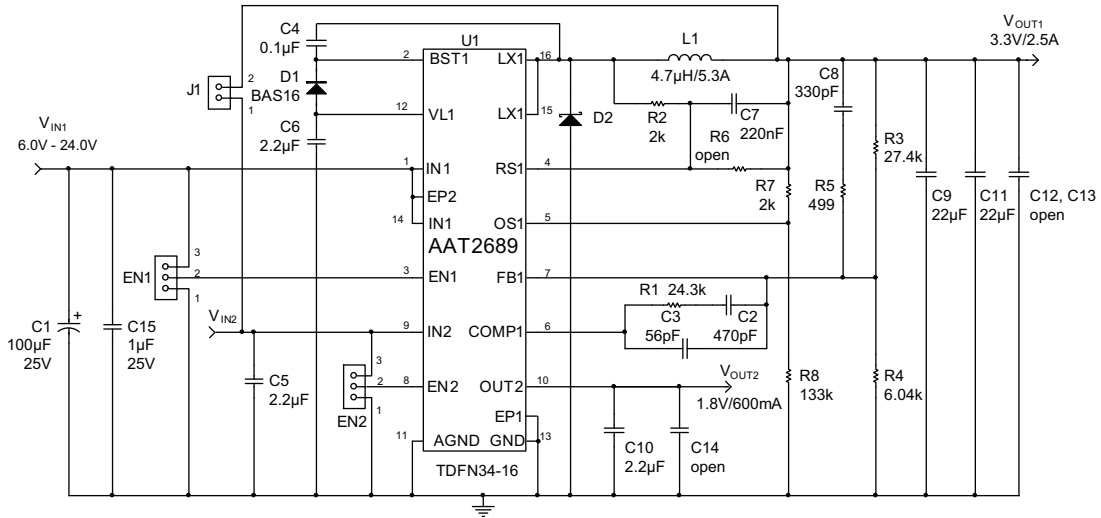 VOUT1
3.3V/2.5A
C4
0.1µF
U1
L1
4.7µH/5.3A
2
BST1
LX1
16
J1
2
1
D1
BAS16
C8
330pF
12
VL1
LX1
15
D2
R2
2k
C7
220nF
R3
27.4k
VIN1
6.0V - 24.0V
C6
2.2µF
R6
open
1
IN1
RS1
4
EP2
R7
2k
R5
499
C9
22µF
C11
22µF
C12, C13
open
14
IN1
OS1
5
AAT2689
3
EN1
2
1
3
EN1
FB1
7
R1 24.3k
C3
56pF
C2
470pF
C1
+
100µF
25V
C15
1µF
25V
VIN2
9
IN2
COMP1
6
C5
2.2µF
3
2
1
EN2
8
EN2
OUT2
10
VOUT2
1.8V/600mA
R8
133k
R4
6.04k
EP1
11
AGND
GND
13
C10
2.2µF
C14
open
TDFN34-16